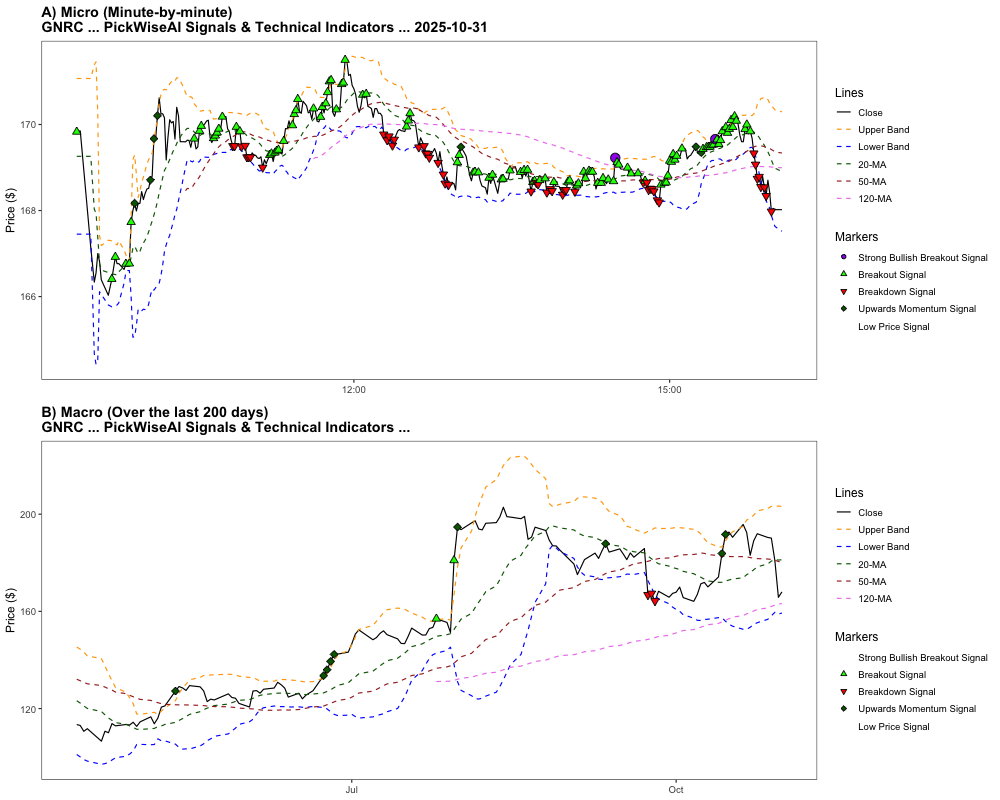 A) Micro (Minute-by-minute)
GNRC ... PickWiseAI Signals & Technical Indicators ... 2025-10-31
Price ($)
170
168
166
12:00
15:00
Lines
Close
Upper Band
Lower Band
20-MA
50-MA
120-MA
Markers
Strong Bullish Breakout Signal
Breakout Signal
Breakdown Signal
Upwards Momentum Signal
Low Price Signal
B) Macro (Over the last 200 days)
GNRC ... PickWiseAI Signals & Technical Indicators ...
Price ($)
200
160
120
Jul
Oct
Lines
Close
Upper Band
Lower Band
20-MA
50-MA
120-MA
Markers
Strong Bullish Breakout Signal
Breakout Signal
Breakdown Signal
Upwards Momentum Signal
Low Price Signal